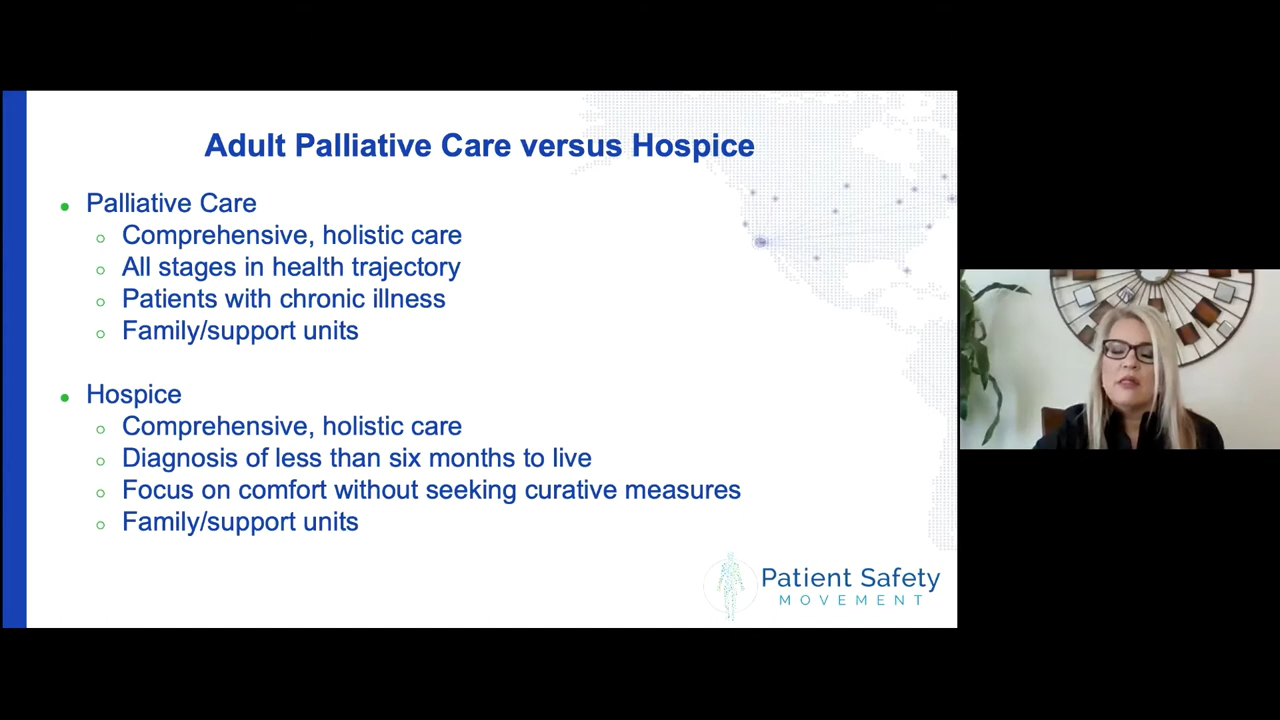 Adult Palliative Care versus Hospice
Palliative Care
Comprehensive, holistic care
All stages in health trajectory
Patients with chronic illness
Family/support units
Hospice
Comprehensive, holistic care
Diagnosis of less than six months to live
Focus on comfort without seeking curative measures
Family/support units
Patient Safety
MOVEMENT